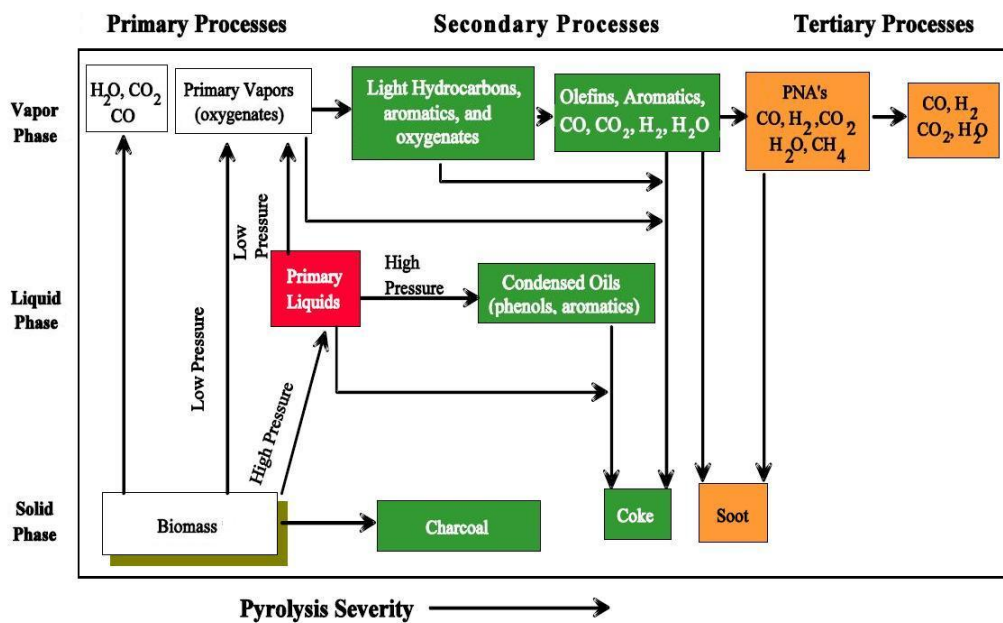 Primary Processes
Secondary Processes
Tertiary Processes
Vapor
Phase
H₂O, CO₂
CO
Primary Vapors
(oxygenates)
Light Hydrocarbons,
aromatics, and
oxygenates
Olefins, Aromatics,
CO, CO₂, H₂, H₂O
PNA's
CO, H₂ ,CO₂
H₂O, CH₄
CO, H₂
CO₂, H₂O
Low
Pressure
Liquid
Phase
Primary
Liquids
High
Pressure
Condensed Oils
(phenols, aromatics)
Low Pressure
High Pressure
Solid
Phase
Biomass
Charcoal
Coke
Soot
Pyrolysis Severity